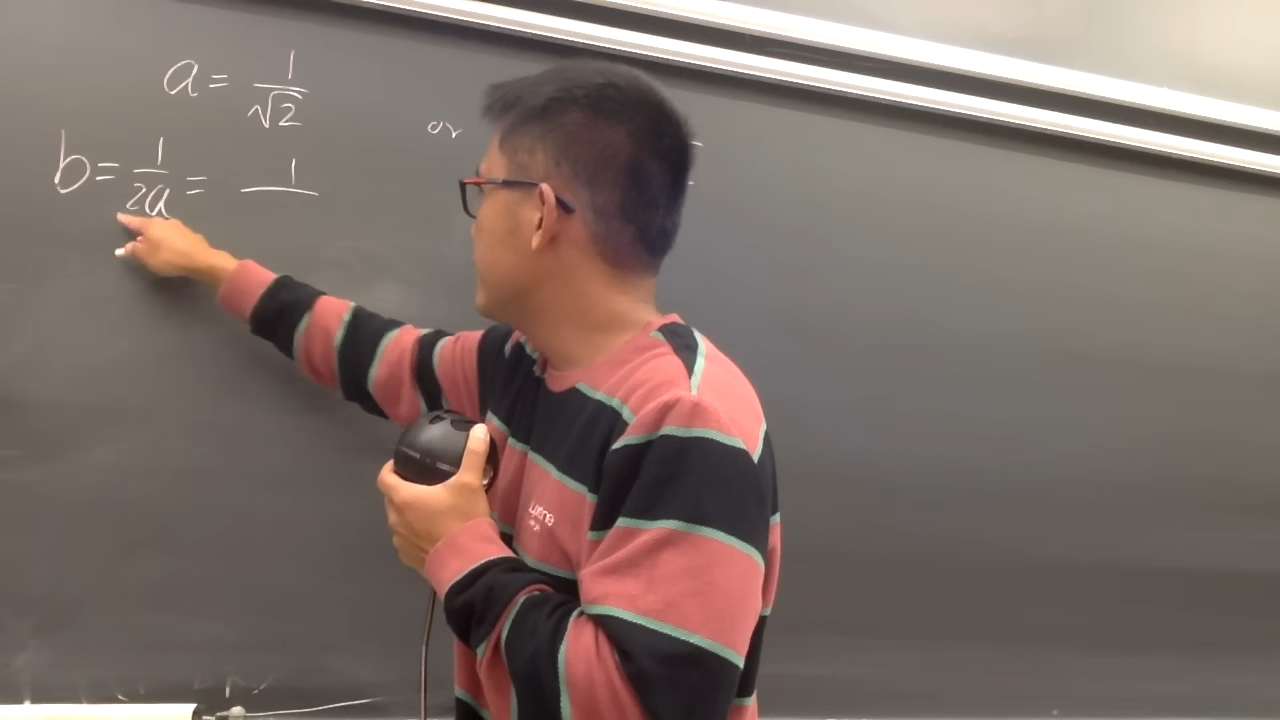 a = 1/√2
or
b = 1/2a = 1/